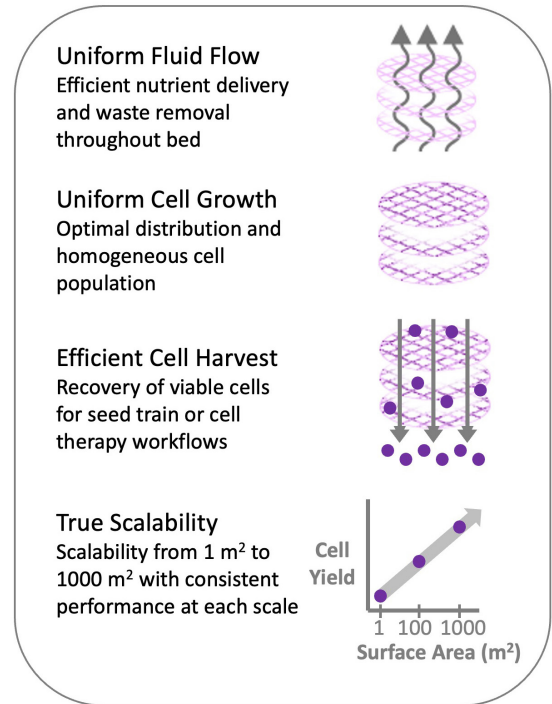 Uniform Fluid Flow
Efficient nutrient delivery
and waste removal
throughout bed
Uniform Cell Growth
Optimal distribution and
homogeneous cell
population
Efficient Cell Harvest
Recovery of viable cells
for seed train or cell
therapy workflows
True Scalability
Scalability from 1 m² to
1000 m² with consistent
performance at each scale
Cell
Yield
1 100 1000
Surface Area (m²)